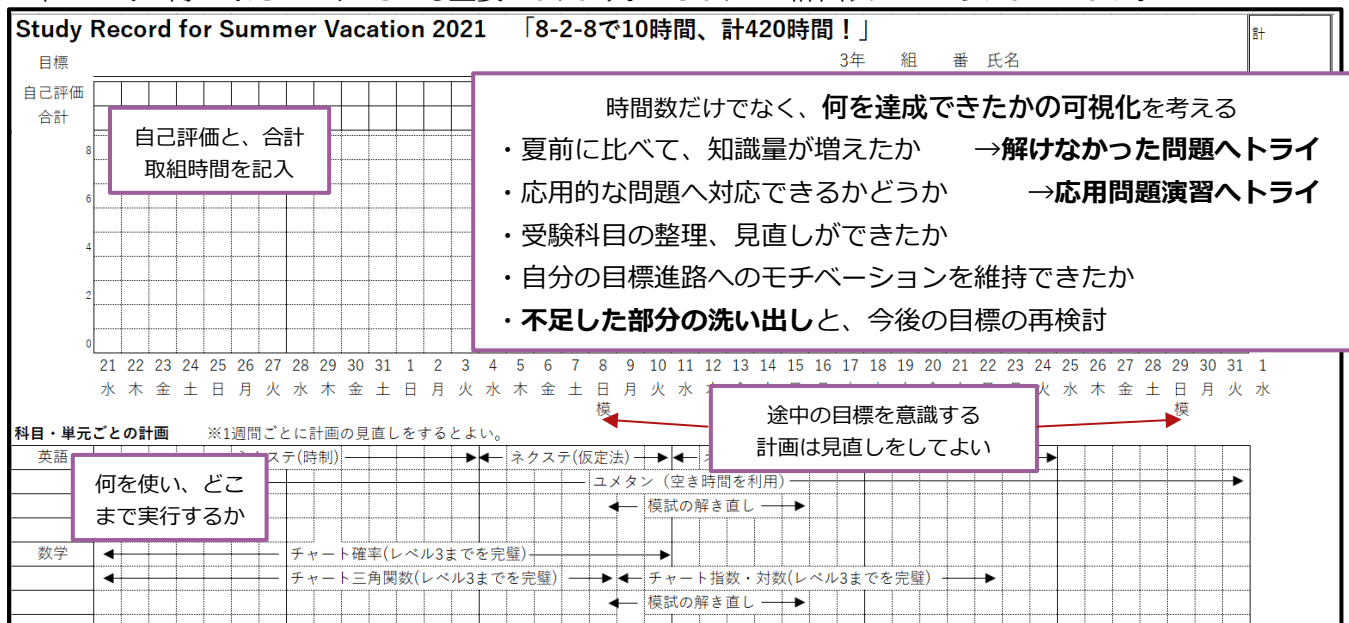 Study Record for Summer Vacation 2021 「8-2-8で10時間、計420時間！」
計
目標
3年 組 番 氏名
自己評価
合計
自己評価と、合計
取組時間を記入
時間数だけでなく、何を達成できたかの可視化を考える
・夏前に比べて、知識量が増えたか →解けなかった問題へトライ
・応用的な問題へ対応できるかどうか →応用問題演習へトライ
・受験科目の整理、見直しができたか
・自分の目標進路へのモチベーションを維持できたか
・不足した部分の洗い出しと、今後の目標の再検討
8
6
4
2
0
21 22 23 24 25 26 27 28 29 30 31 1 2 3 4 5 6 7 8 9 10 11 12 13 14 15 16 17 18 19 20 21 22 23 24 25 26 27 28 29 30 31 1
水 木 金 土 日 月 火 水 木 金 土 日 月 火 水 木 金 土 日 月 火 水 火 水 木 金 土 日 月 火 水
模 模
途中の目標を意識する
計画は見直しをしてよい
科目・単元ごとの計画 ※1週間ごとに計画の見直しをするとよい。
英語
ステ(時制)
ネクステ(仮定法)
何を使い、どこ
まで実行するか
ユメタン（空き時間を利用）
模試の解き直し
数学
チャート確率(レベル3までを完璧)
チャート三角関数(レベル3までを完璧)
チャート指数・対数(レベル3までを完璧)
模試の解き直し